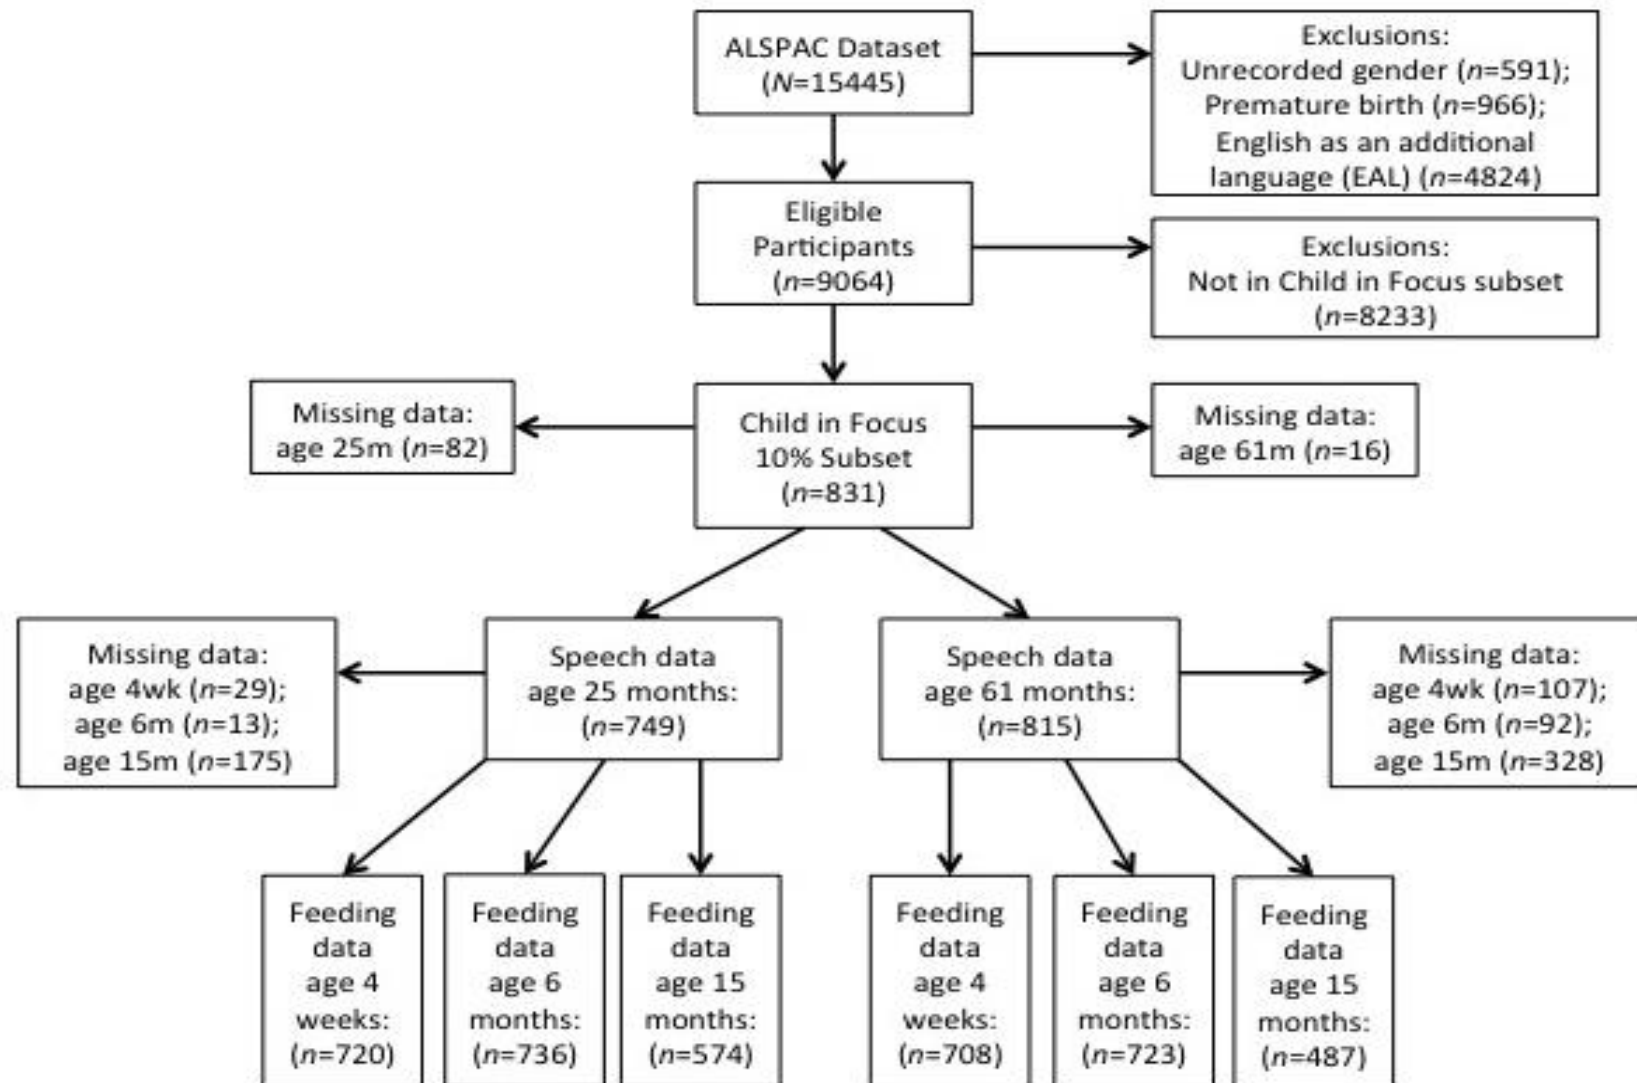 ALSPAC Dataset
(N=15445)
Exclusions:
Unrecorded gender (n=591);
Premature birth (n=966);
English as an additional
language (EAL) (n=4824)
Eligible
Participants
(n=9064)
Exclusions:
Not in Child in Focus subset
(n=8233)
Missing data:
age 25m (n=82)
Child in Focus
10% Subset
(n=831)
Missing data:
age 61m (n=16)
Missing data:
age 4wk (n=29);
age 6m (n=13);
age 15m (n=175)
Speech data
age 25 months:
(n=749)
Speech data
age 61 months:
(n=815)
Missing data:
age 4wk (n=107);
age 6m (n=92);
age 15m (n=328)
Feeding
data
age 4
weeks:
(n=720)
Feeding
data
age 6
months:
(n=736)
Feeding
data
age 15
months:
(n=574)
Feeding
data
age 4
weeks:
(n=708)
Feeding
data
age 6
months:
(n=723)
Feeding
data
age 15
months:
(n=487)